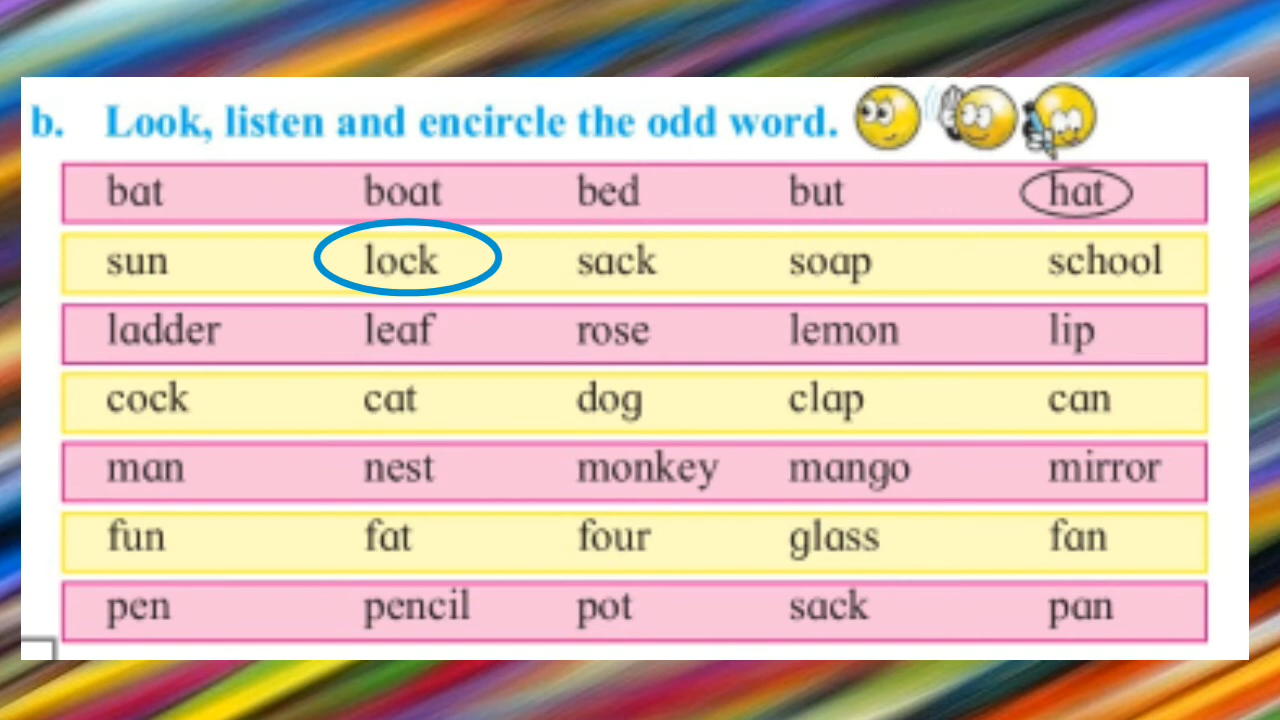 b. Look, listen and encircle the odd word.
bat boat bed but hat
sun lock sack soap school
ladder leaf rose lemon lip
cock cat dog clap can
man nest monkey mango mirror
fun fat four glass fan
pen pencil pot sack pan